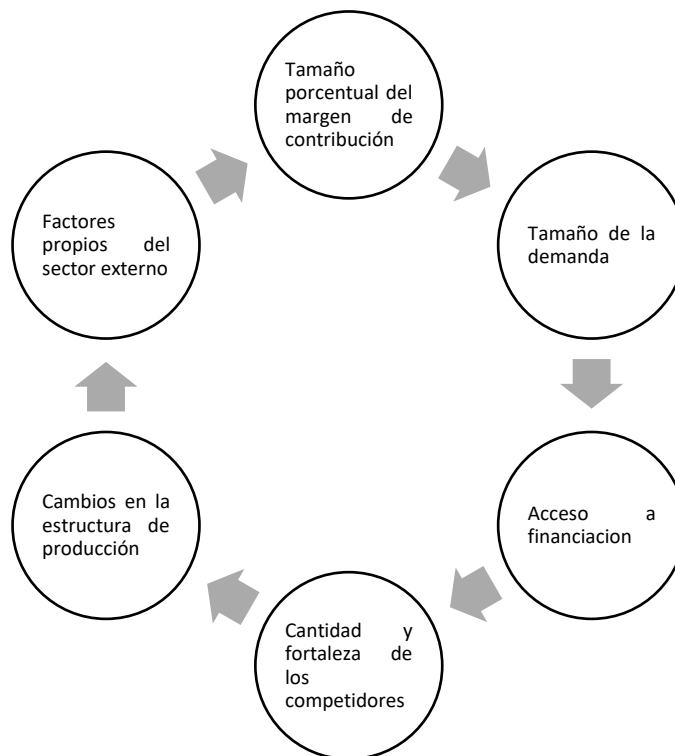 Tamaño
porcentual del
margen de
contribución
Tamaño de la
demanda
Acceso a
financiacion
Cantidad y
fortaleza de
los
competidores
Cambios en la
estructura de
producción
Factores
propios del
sector externo